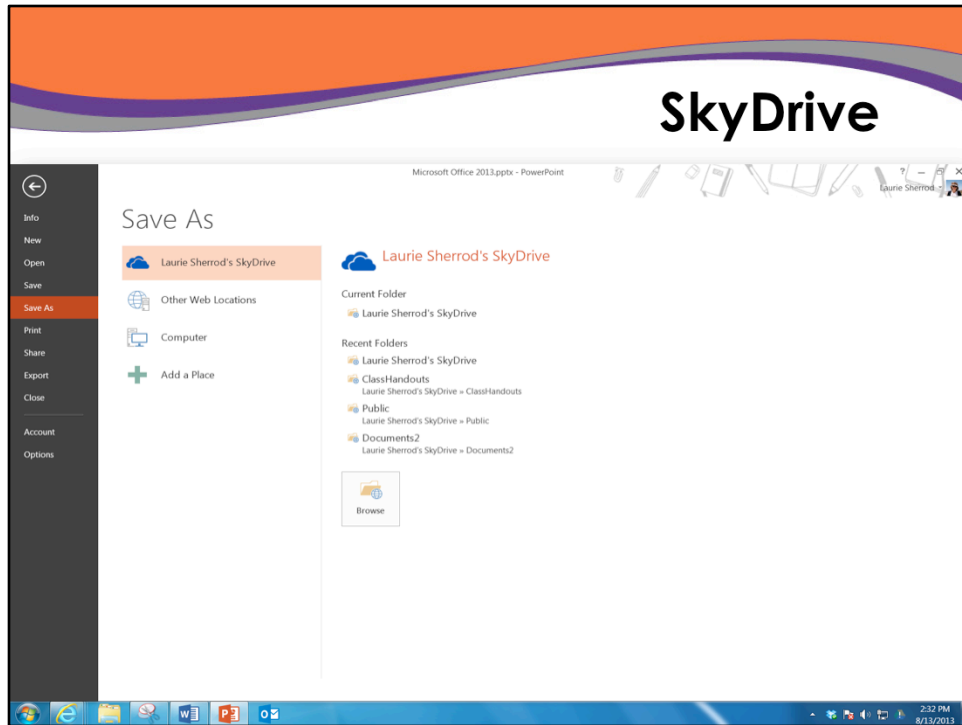 SkyDrive
Microsoft Office 2013.pptx - PowerPoint
?
Laurie Sherrod
Info
New
Open
Save
Save As
Print
Share
Export
Close
Account
Options
Save As
Laurie Sherrod's SkyDrive
Other Web Locations
Computer
Add a Place
Laurie Sherrod's SkyDrive
Current Folder
Laurie Sherrod's SkyDrive
Recent Folders
Laurie Sherrod's SkyDrive
ClassHandouts
Laurie Sherrod's SkyDrive » ClassHandouts
Public
Laurie Sherrod's SkyDrive » Public
Documents2
Laurie Sherrod's SkyDrive » Documents2
Browse
2:32 PM
8/13/2013